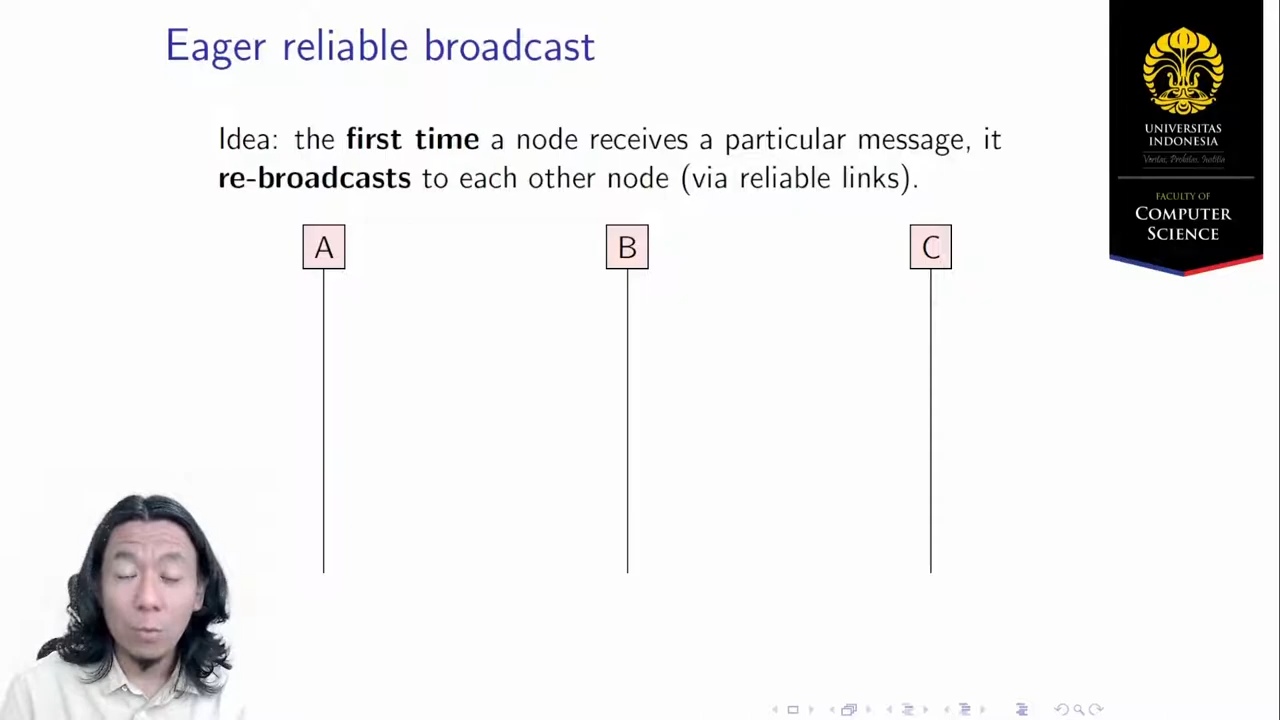 Eager reliable broadcast
Idea: the first time a node receives a particular message, it
re-broadcasts to each other node (via reliable links).
A
B
C
UNIVERSITAS
INDONESIA
Veritas, Probitas, Iustitia
FACULTY OF
COMPUTER
SCIENCE